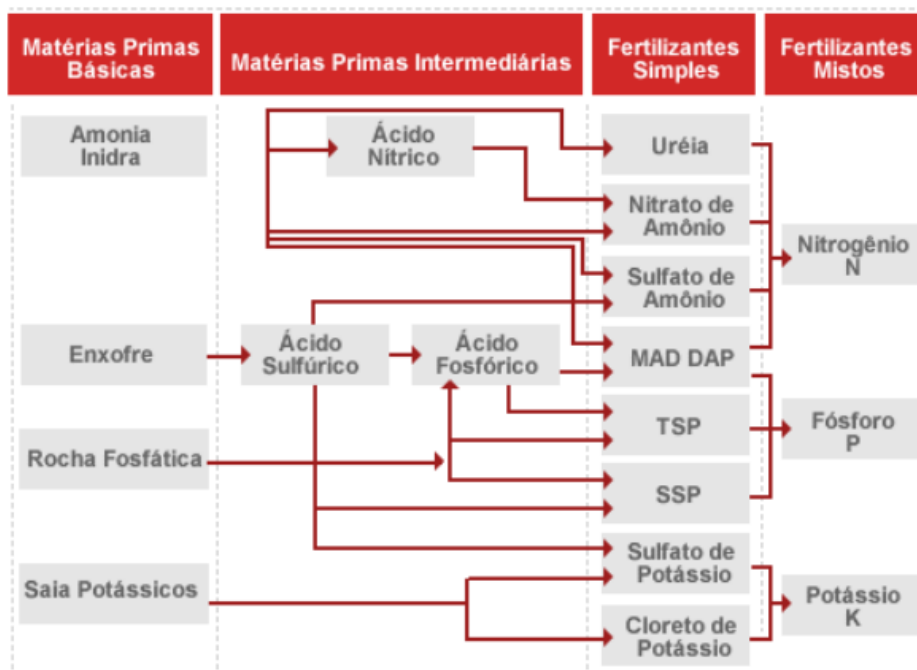 Matérias Primas
Básicas
Matérias Primas Intermediárias
Fertilizantes
Simples
Fertilizantes
Mistos
Amonia
Inidra
Ácido
Nítrico
Uréia
Nitrato de
Amônio
Nitrogênio
N
Sulfato de
Amônio
Enxofre
Ácido
Sulfúrico
Ácido
Fosfórico
MAD DAP
TSP
Fósforo
P
Rocha Fosfática
SSP
Sulfato de
Potássio
Saia Potássicos
Potássio
K
Cloreto de
Potássio